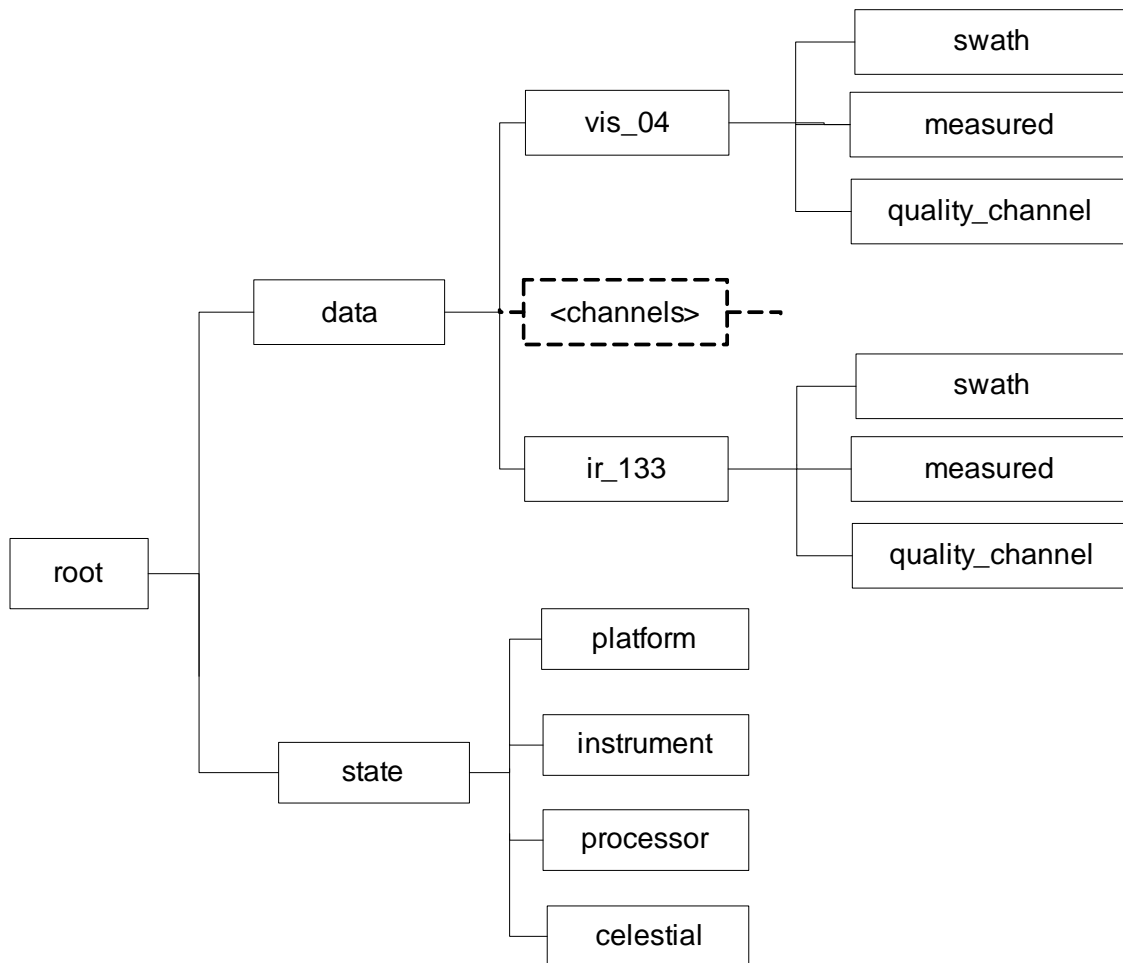 swath
vis_04
measured
quality_channel
data
<channels>
swath
ir_133
measured
quality_channel
root
platform
instrument
state
processor
celestial